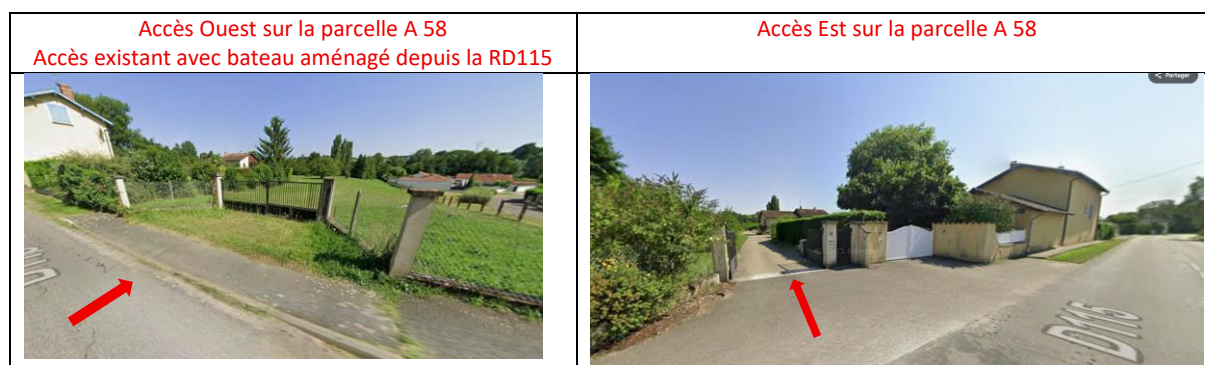 Accès Ouest sur la parcelle A 58
Accès existant avec bateau aménagé depuis la RD115
Accès Est sur la parcelle A 58
Partager
D115